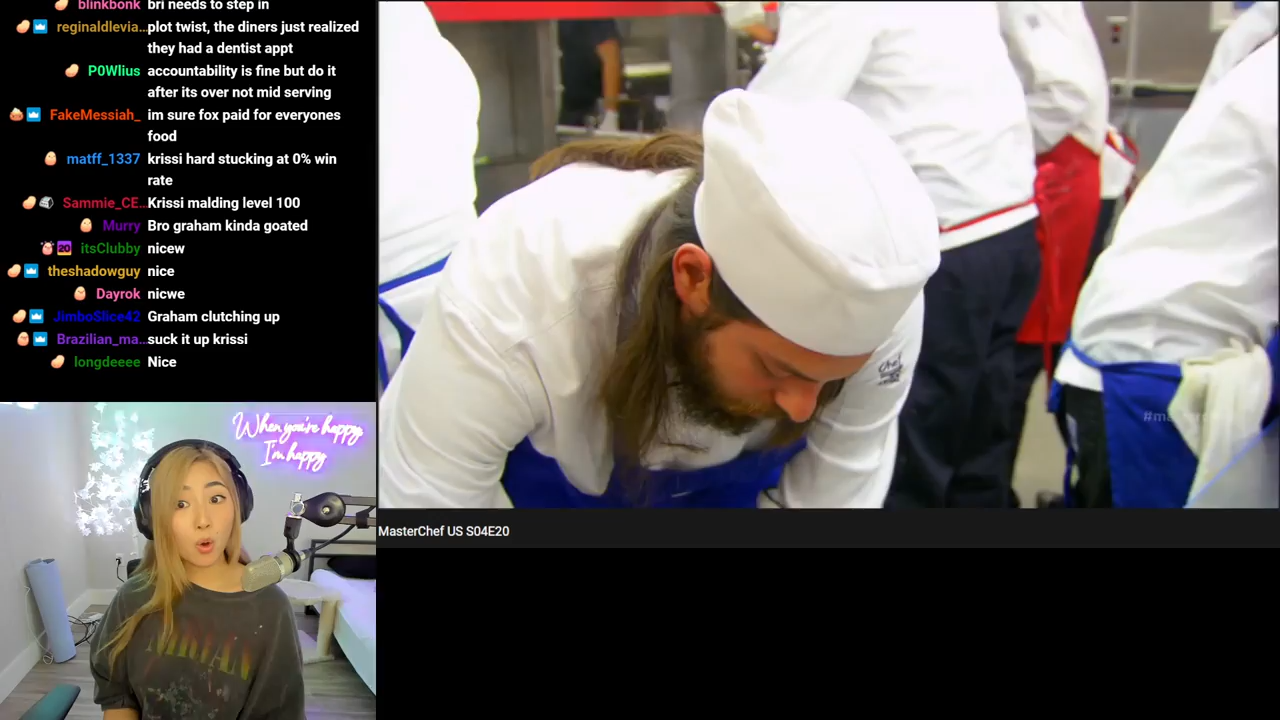 blinkbonk bri needs to step in
reginaldlevia... plot twist, the diners just realized
they had a dentist appt
P0Wlius accountability is fine but do it
after its over not mid serving
FakeMessiah_ im sure fox paid for everyones
food
matff_1337 krissi hard stucking at 0% win
rate
Sammie_CE... Krissi malding level 100
Murry Bro graham kinda goated
20 itsClubby nicew
theshadowguy nice
Dayrok nicwe
JimboSlice42 Graham clutching up
Brazilian_ma... suck it up krissi
longdeeee Nice
When you're happy
I'm happy
NIRVANA
MasterChef US S04E20